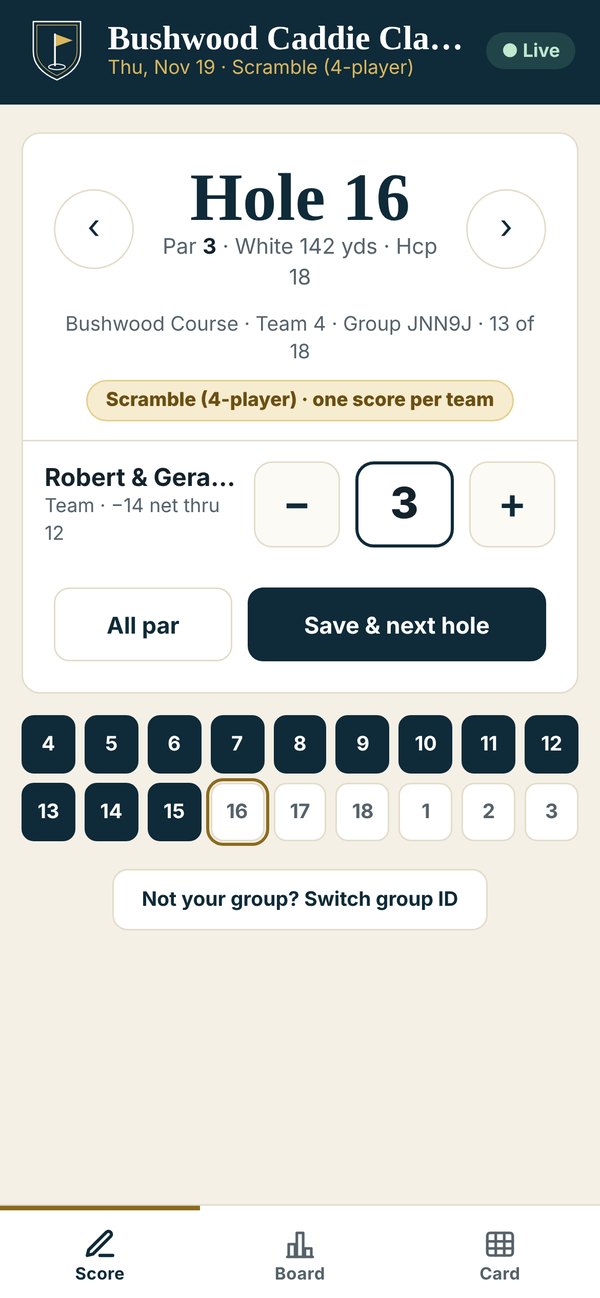 Bushwood Caddie Cla…
Thu, Nov 19 · Scramble (4-player)
Live
Hole 16
‹
›
Par 3 · White 142 yds · Hcp
18
Bushwood Course · Team 4 · Group JNN9J · 13 of
18
Scramble (4-player) · one score per team
Robert & Gera…
Team · −14 net thru
12
− 3 +
All par
Save & next hole
4 5 6 7 8 9 10 11 12
13 14 15 16 17 18 1 2 3
Not your group? Switch group ID
Score Board Card